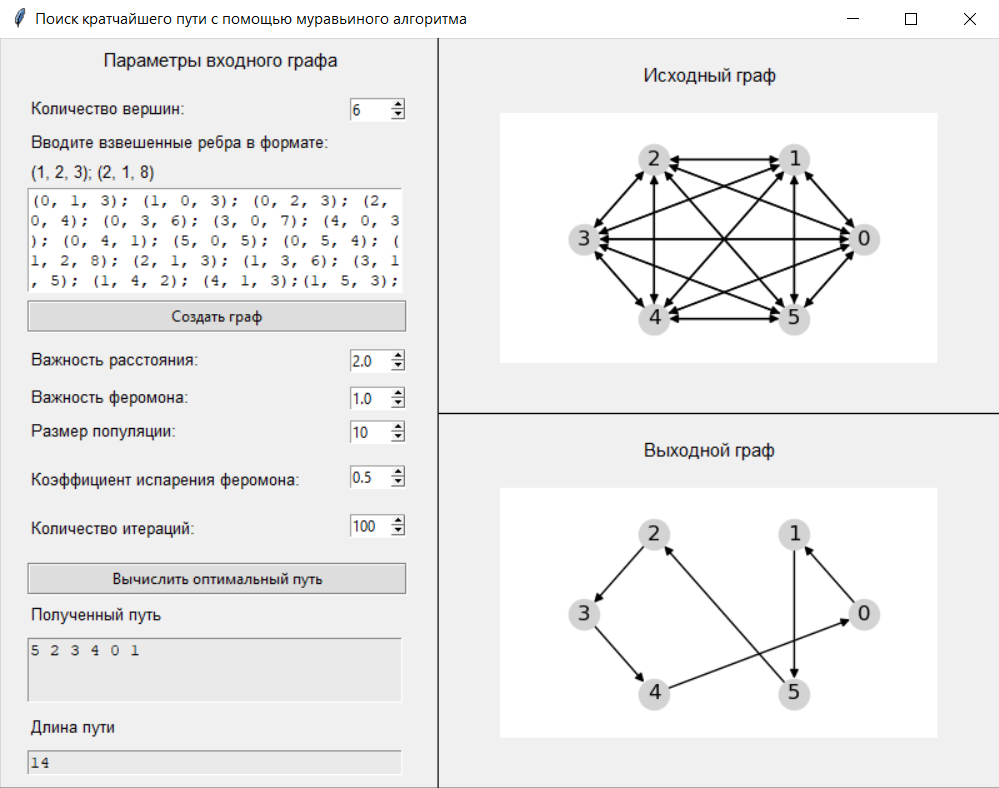 Поиск кратчайшего пути с помощью муравьиного алгоритма
Параметры входного графа
Количество вершин:
6
Вводите взвешенные ребра в формате:
(1, 2, 3); (2, 1, 8)
(0, 1, 3); (1, 0, 3); (0, 2, 3); (2,
0, 4); (0, 3, 6); (3, 0, 7); (4, 0, 3
); (0, 4, 1); (5, 0, 5); (0, 5, 4); (
1, 2, 8); (2, 1, 3); (1, 3, 6); (3, 1
, 5); (1, 4, 2); (4, 1, 3);(1, 5, 3);
Создать граф
Важность расстояния:
2.0
Важность феромона:
1.0
Размер популяции:
10
Коэффициент испарения феромона:
0.5
Количество итераций:
100
Вычислить оптимальный путь
Полученный путь
5 2 3 4 0 1
Длина пути
14
Исходный граф
2
1
3
0
4
5
Выходной граф
2
1
3
0
4
5